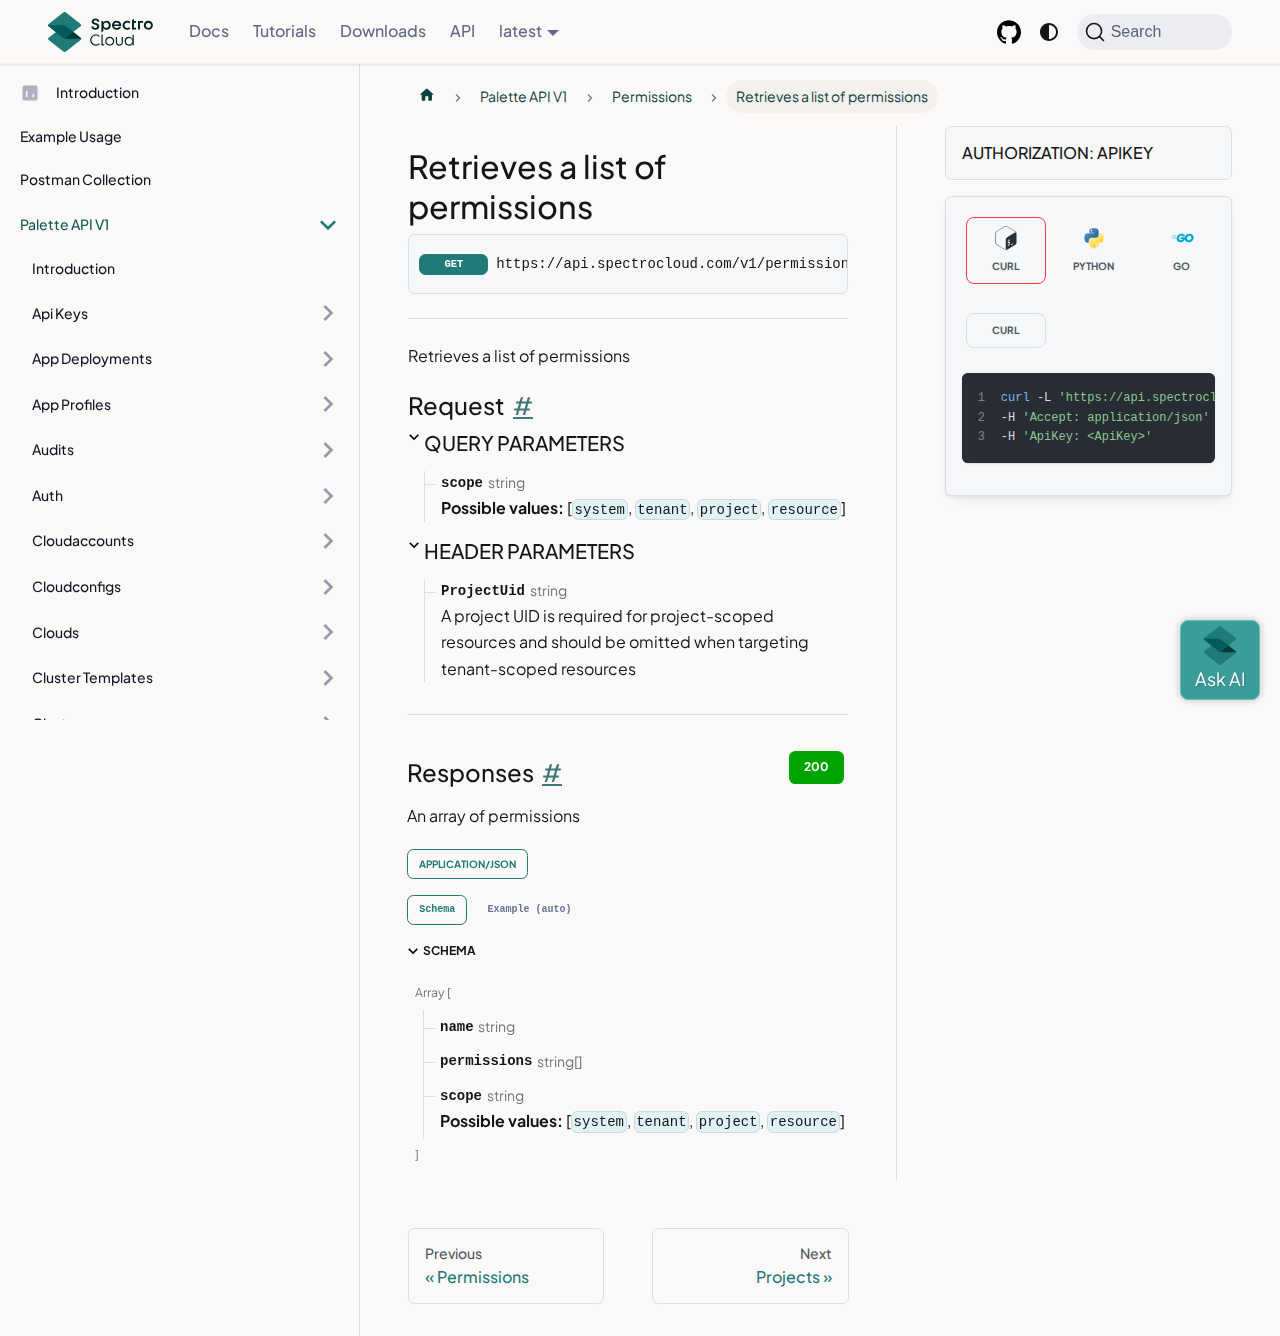 Spectro Cloud
Docs
Tutorials
Downloads
API
latest
Search
Introduction
Example Usage
Postman Collection
Palette API V1
Introduction
Api Keys
App Deployments
App Profiles
Audits
Auth
Cloudaccounts
Cloudconfigs
Clouds
Cluster Templates
Palette API V1
Permissions
Retrieves a list of permissions
Retrieves a list of
permissions
GET https://api.spectrocloud.com/v1/permission
Retrieves a list of permissions
Request #
QUERY PARAMETERS
scope string
Possible values: [system, tenant, project, resource]
HEADER PARAMETERS
ProjectUid string
A project UID is required for project-scoped
resources and should be omitted when targeting
tenant-scoped resources
Responses #
200
An array of permissions
APPLICATION/JSON
Schema
Example (auto)
SCHEMA
Array [
name string
permissions string[]
scope string
Possible values: [system, tenant, project, resource]
]
Previous
« Permissions
Next
Projects »
AUTHORIZATION: APIKEY
CURL
PYTHON
GO
CURL
1 curl -L 'https://api.spectrocl
2 -H 'Accept: application/json'
3 -H 'ApiKey: <ApiKey>'
Ask AI